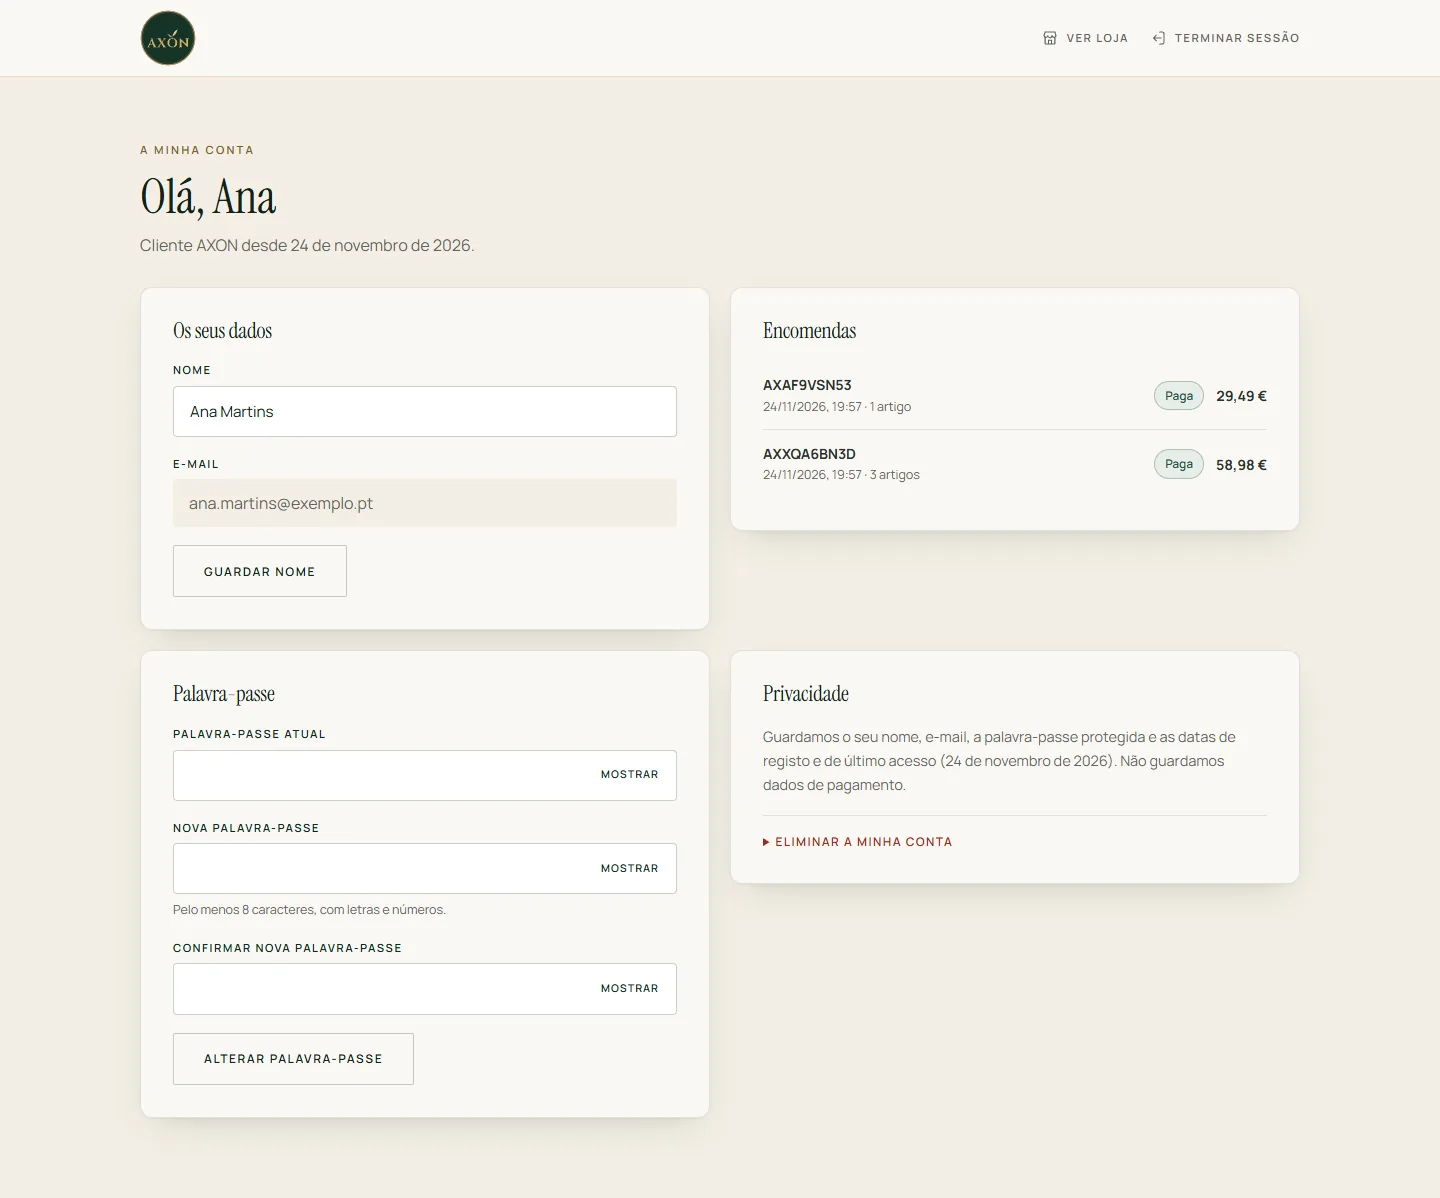 AXON
VER LOJA
TERMINAR SESSÃO
A MINHA CONTA
Olá, Ana
Cliente AXON desde 24 de novembro de 2026.
Os seus dados
NOME
Ana Martins
E-MAIL
ana.martins@exemplo.pt
GUARDAR NOME
Encomendas
AXAF9VSN53
24/11/2026, 19:57 · 1 artigo
Paga
29,49 €
AXXQA6BN3D
24/11/2026, 19:57 · 3 artigos
Paga
58,98 €
Palavra-passe
PALAVRA-PASSE ATUAL
MOSTRAR
NOVA PALAVRA-PASSE
MOSTRAR
Pelo menos 8 caracteres, com letras e números.
CONFIRMAR NOVA PALAVRA-PASSE
MOSTRAR
ALTERAR PALAVRA-PASSE
Privacidade
Guardamos o seu nome, e-mail, a palavra-passe protegida e as datas de
registo e de último acesso (24 de novembro de 2026). Não guardamos
dados de pagamento.
ELIMINAR A MINHA CONTA